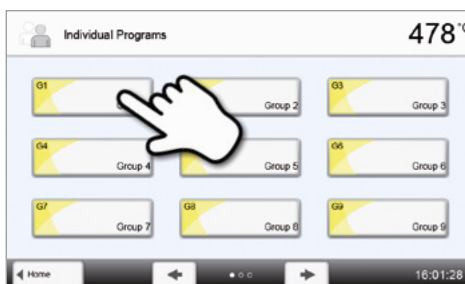 Individual Programs
478°C
G1
Group 2
G3
Group 3
G4
Group 4
Group 5
G6
Group 6
G7
Group 7
G8
Group 8
G9
Group 9
Home
16:01:28